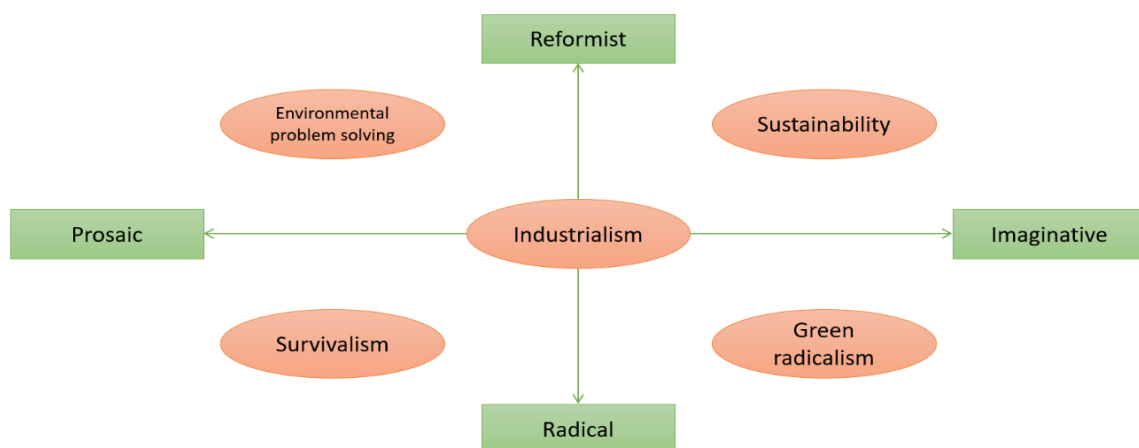 Reformist
Environmental
problem solving
Sustainability
Prosaic
Industrialism
Imaginative
Survivalism
Green
radicalism
Radical